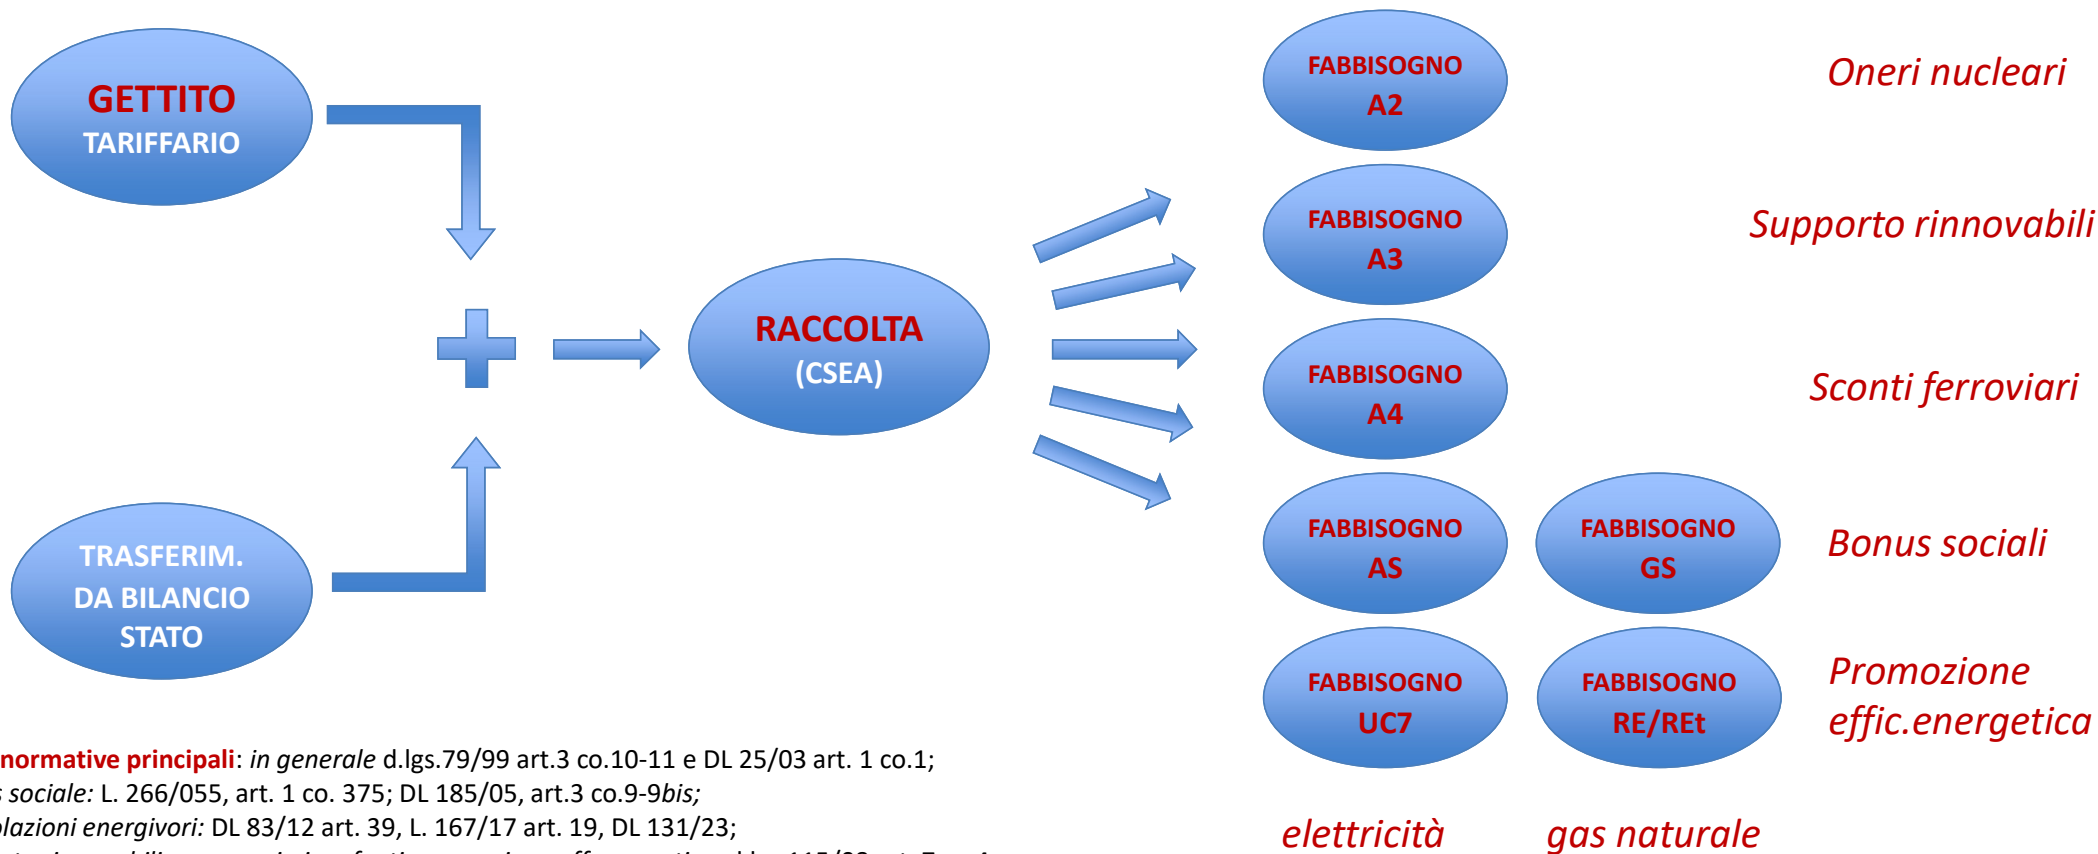 GETTITO
TARIFFARIO
TRASFERIM.
DA BILANCIO
STATO
RACCOLTA
(CSEA)
FABBISOGNO
A2
Oneri nucleari
FABBISOGNO
A3
Supporto rinnovabili
FABBISOGNO
A4
Sconti ferroviari
FABBISOGNO
AS
FABBISOGNO
GS
Bonus sociali
FABBISOGNO
UC7
FABBISOGNO
RE/REt
Promozione
effic.energetica
elettricità
gas naturale
normative principali: in generale d.lgs.79/99 art.3 co.10-11 e DL 25/03 art. 1 co.1;
sociale: L. 266/055, art. 1 co. 375; DL 185/05, art.3 co.9-9bis;
energivori: DL 83/12 art. 39, L. 167/17 art. 19, DL 131/23;